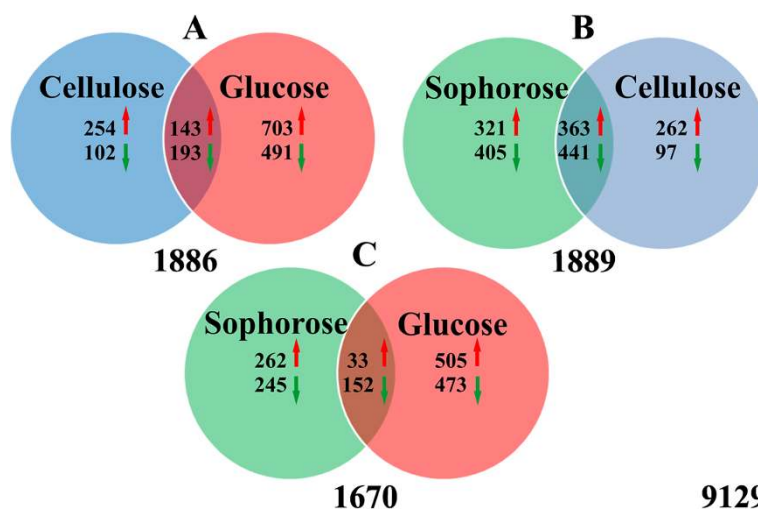 A
B
Cellulose Glucose
Sophorose Cellulose
254 143 703
102 193 491
321 363 262
405 441 97
1886
1889
C
Sophorose Glucose
262 33 505
245 152 473
1670
9129